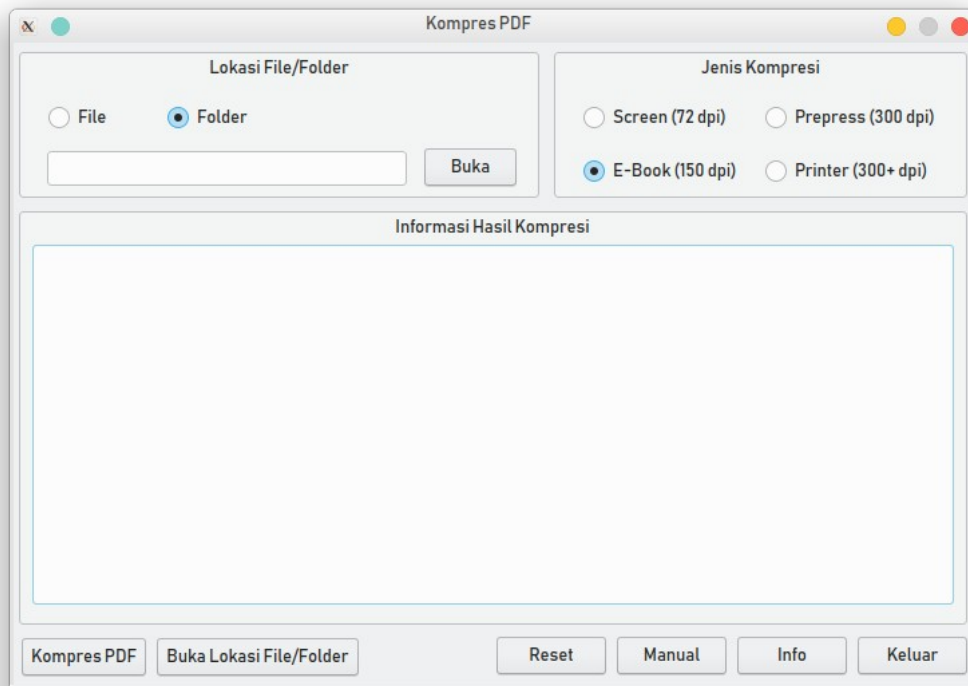 Kompres PDF
Lokasi File/Folder
File
Folder
Buka
Jenis Kompresi
Screen (72 dpi)
Prepress (300 dpi)
E-Book (150 dpi)
Printer (300+ dpi)
Informasi Hasil Kompresi
Kompres PDF
Buka Lokasi File/Folder
Reset
Manual
Info
Keluar